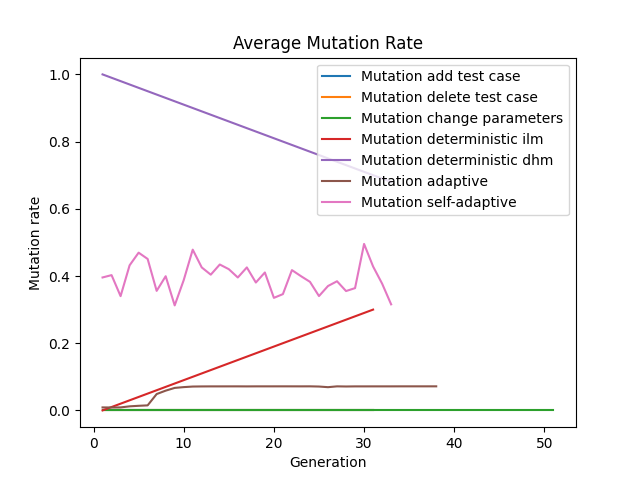 Average Mutation Rate
Mutation add test case
Mutation delete test case
Mutation change parameters
Mutation deterministic ilm
Mutation deterministic dhm
Mutation adaptive
Mutation self-adaptive
Mutation rate
1.0
0.8
0.6
0.4
0.2
0.0
0 10 20 30 40 50
Generation